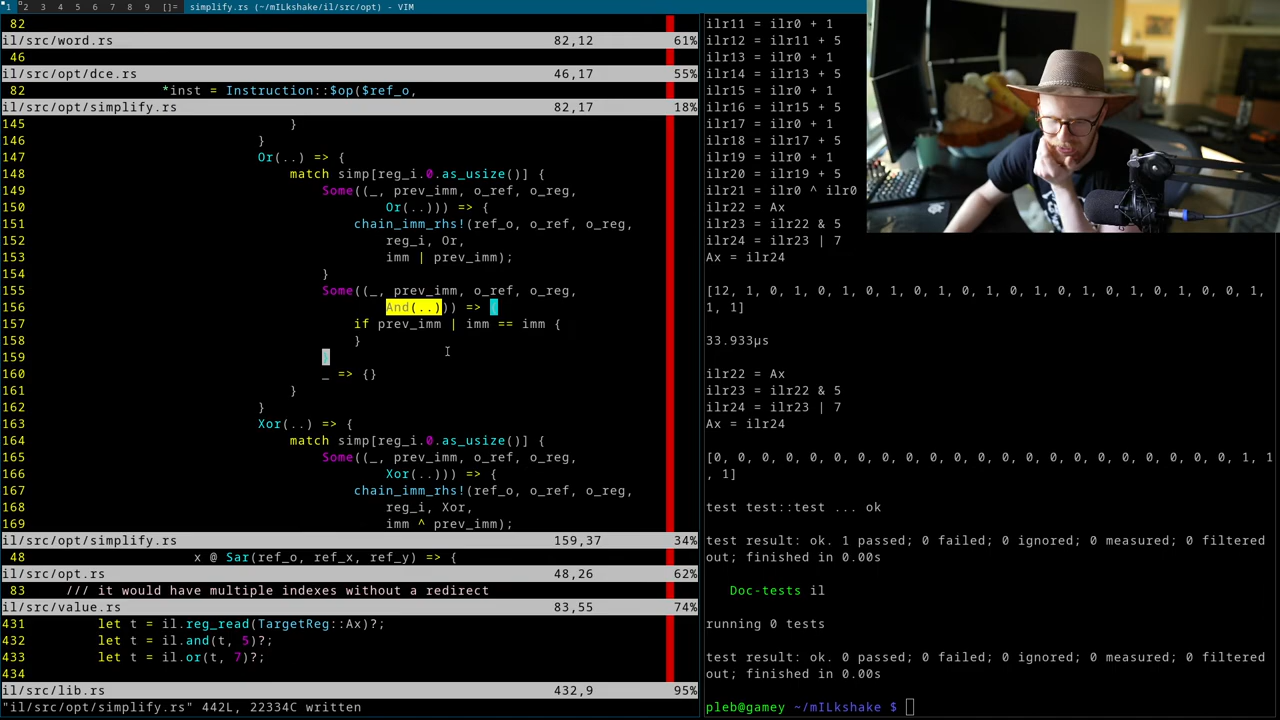 1 2 3 4 5 6 7 8 9 []= simplify.rs (~/mILkshake/il/src/opt) - VIM
82
il/src/word.rs 82,12 61%
46
il/src/opt/dce.rs 46,17 55%
82 *inst = Instruction::$op($ref_o,
il/src/opt/simplify.rs 82,17 18%
145 }
146 }
147 Or(..) => {
148 match simp[reg_i.0.as_usize()] {
149 Some((_, prev_imm, o_ref, o_reg,
150 Or(..))) => {
151 chain_imm_rhs!(ref_o, o_ref, o_reg,
152 reg_i, Or,
153 imm | prev_imm);
154 }
155 Some((_, prev_imm, o_ref, o_reg,
156 And(..))) => {
157 if prev_imm | imm == imm {
158 }
159 }
160 _ => {}
161 }
162 }
163 Xor(..) => {
164 match simp[reg_i.0.as_usize()] {
165 Some((_, prev_imm, o_ref, o_reg,
166 Xor(..))) => {
167 chain_imm_rhs!(ref_o, o_ref, o_reg,
168 reg_i, Xor,
169 imm ^ prev_imm);
il/src/opt/simplify.rs 159,37 34%
48 x @ Sar(ref_o, ref_x, ref_y) => {
il/src/opt.rs 48,26 62%
83 /// it would have multiple indexes without a redirect
il/src/value.rs 83,55 74%
431 let t = il.reg_read(TargetReg::Ax)?;
432 let t = il.and(t, 5)?;
433 let t = il.or(t, 7)?;
434
il/src/lib.rs 432,9 95%
"il/src/opt/simplify.rs" 442L, 22334C written
ilr11 = ilr0 + 1
ilr12 = ilr11 + 5
ilr13 = ilr0 + 1
ilr14 = ilr13 + 5
ilr15 = ilr0 + 1
ilr16 = ilr15 + 5
ilr17 = ilr0 + 1
ilr18 = ilr17 + 5
ilr19 = ilr0 + 1
ilr20 = ilr19 + 5
ilr21 = ilr0 ^ ilr0
ilr22 = Ax
ilr23 = ilr22 & 5
ilr24 = ilr23 | 7
Ax = ilr24
[12, 1, 0, 1, 0, 1, 0, 1, 0, 1, 0, 1, 0, 1, 0, 1, 0, 1, 0, 1, 0, 0, 1,
1, 1]
33.933µs
ilr22 = Ax
ilr23 = ilr22 & 5
ilr24 = ilr23 | 7
Ax = ilr24
[0, 0, 0, 0, 0, 0, 0, 0, 0, 0, 0, 0, 0, 0, 0, 0, 0, 0, 0, 0, 0, 0, 1, 1
, 1]
test test::test ... ok
test result: ok. 1 passed; 0 failed; 0 ignored; 0 measured; 0 filtered
out; finished in 0.00s
Doc-tests il
running 0 tests
test result: ok. 0 passed; 0 failed; 0 ignored; 0 measured; 0 filtered
out; finished in 0.00s
pleb@gamey ~/mILkshake $